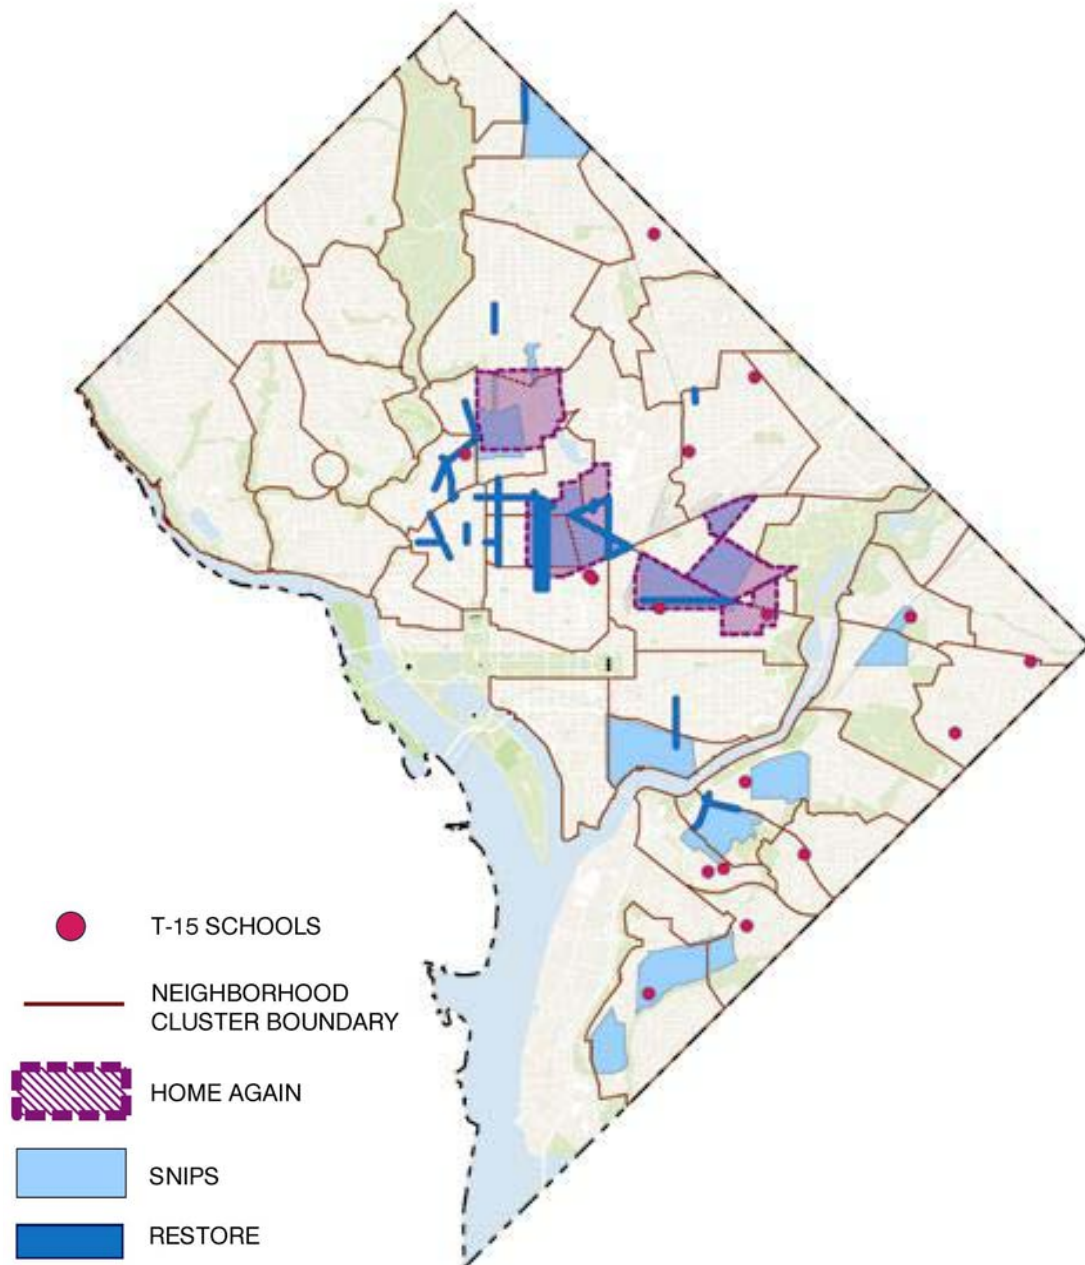 T-15 SCHOOLS
NEIGHBORHOOD
CLUSTER BOUNDARY
HOME AGAIN
SNIPS
RESTORE